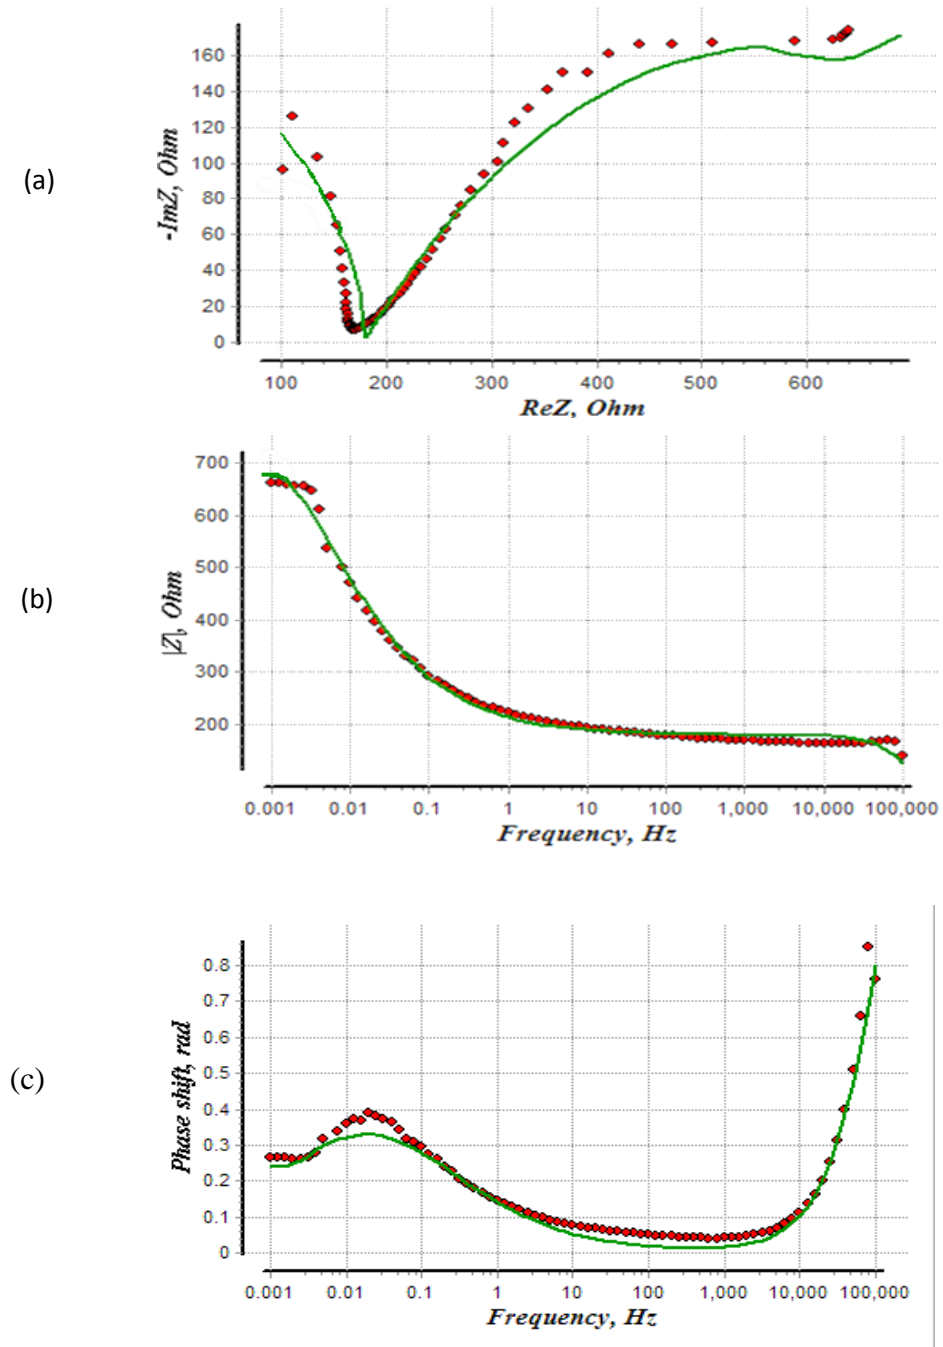 (a)
-ImZ, Ohm
160
140
120
100
80
60
40
20
0
100 200 300 400 500 600
ReZ, Ohm
(b)
|Z|, Ohm
700
600
500
400
300
200
0.001 0.01 0.1 1 10 100 1,000 10,000 100,000
Frequency, Hz
(c)
Phase shift, rad
0.8
0.7
0.6
0.5
0.4
0.3
0.2
0.1
0
0.001 0.01 0.1 1 10 100 1,000 10,000 100,000
Frequency, Hz